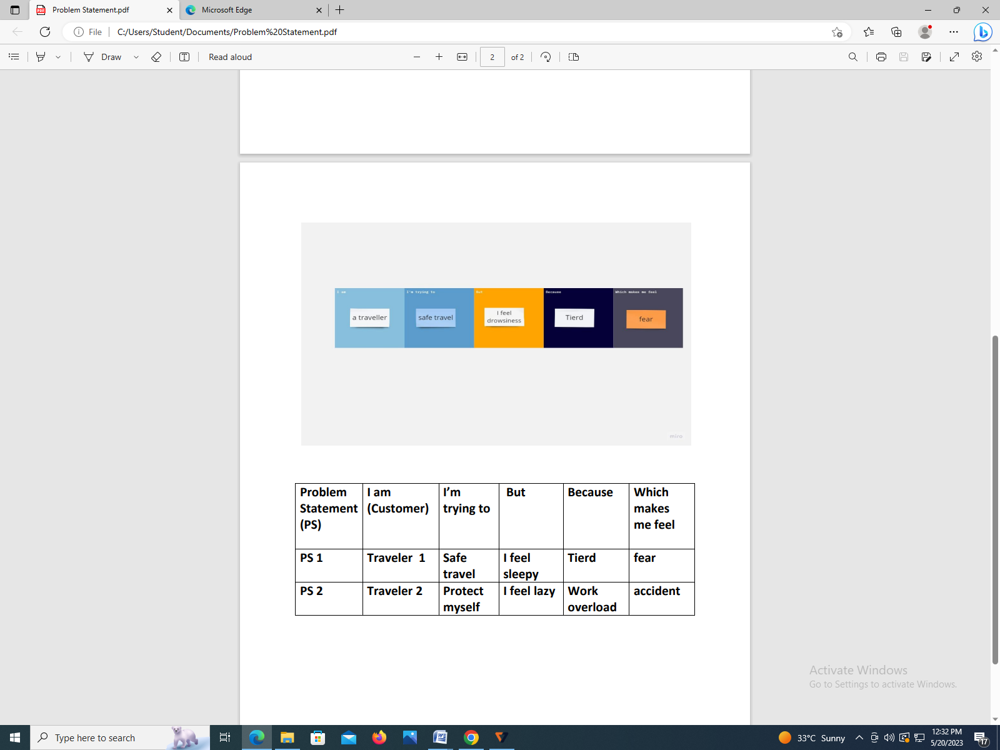 Problem Statement.pdf
Microsoft Edge
File
C:/Users/Student/Documents/Problem%20Statement.pdf
Draw
Read aloud
2
of 2
I am
I'm trying to
But
Because
Which makes me feel
a traveller
safe travel
I feel
drowsiness
Tierd
fear
miro
Problem
Statement
(PS)
I am
(Customer)
I’m
trying to
But
Because
Which
makes
me feel
PS 1
Traveler 1
Safe
travel
I feel
sleepy
Tierd
fear
PS 2
Traveler 2
Protect
myself
I feel lazy
Work
overload
accident
Activate Windows
Go to Settings to activate Windows.
Type here to search
33°C Sunny
12:32 PM
5/20/2023
17